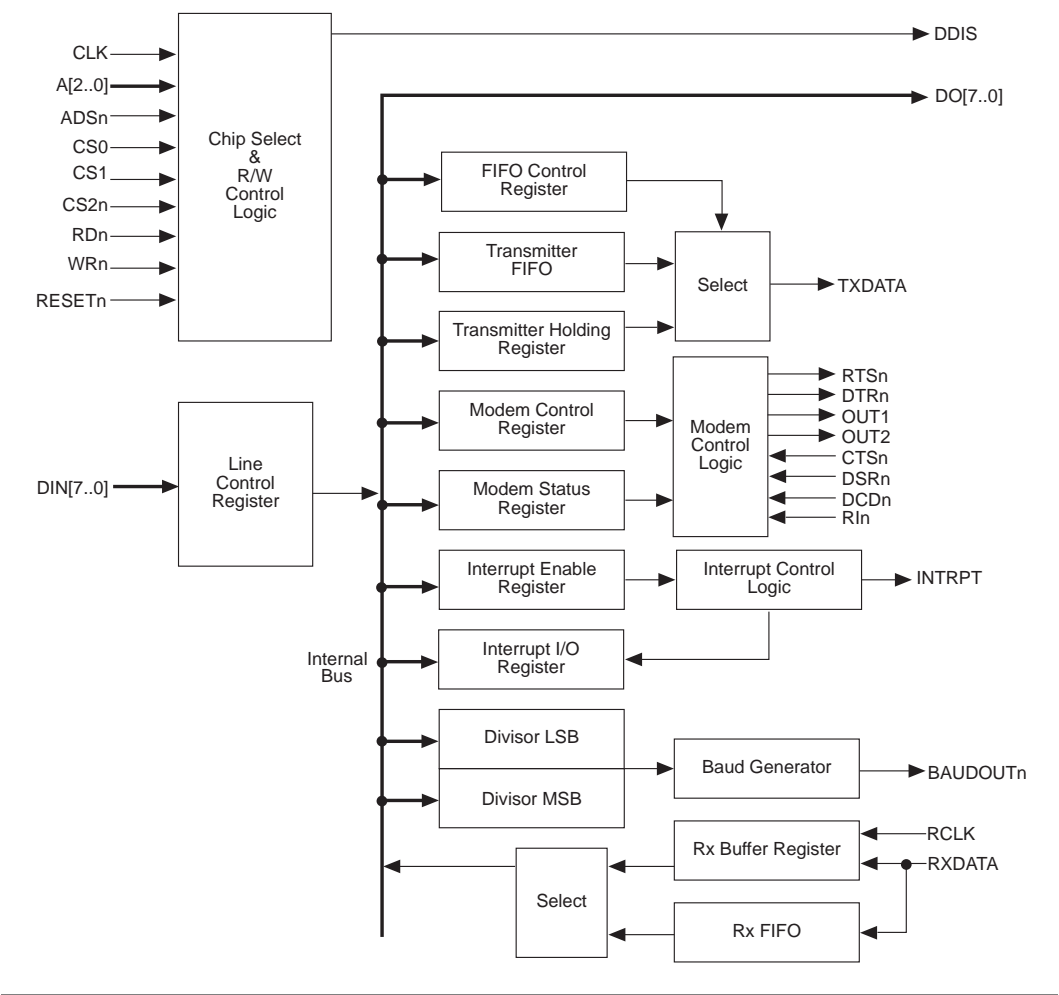 CLK
A[2..0]
ADSn
CS0
CS1
CS2n
RDn
WRn
RESETn
Chip Select
&
R/W
Control
Logic
DDIS
DO[7..0]
FIFO Control
Register
Transmitter
FIFO
Select
TXDATA
Transmitter Holding
Register
DIN[7..0]
Line
Control
Register
Modem Control
Register
Modem Status
Register
Modem
Control
Logic
RTSn
DTRn
OUT1
OUT2
CTSn
DSRn
DCDn
RIn
Interrupt Enable
Register
Interrupt Control
Logic
INTRPT
Internal
Bus
Interrupt I/O
Register
Divisor LSB
Divisor MSB
Baud Generator
BAUDOUTn
Rx Buffer Register
RCLK
RXDATA
Select
Rx FIFO